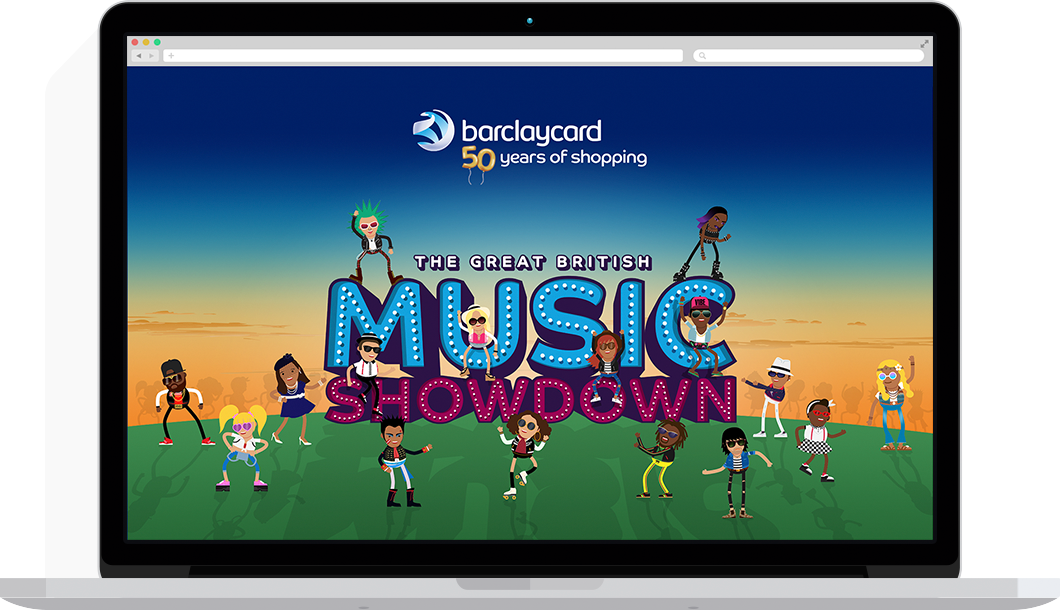 barclaycard
50 years of shopping
THE GREAT BRITISH
MUSIC
SHOWDOWN